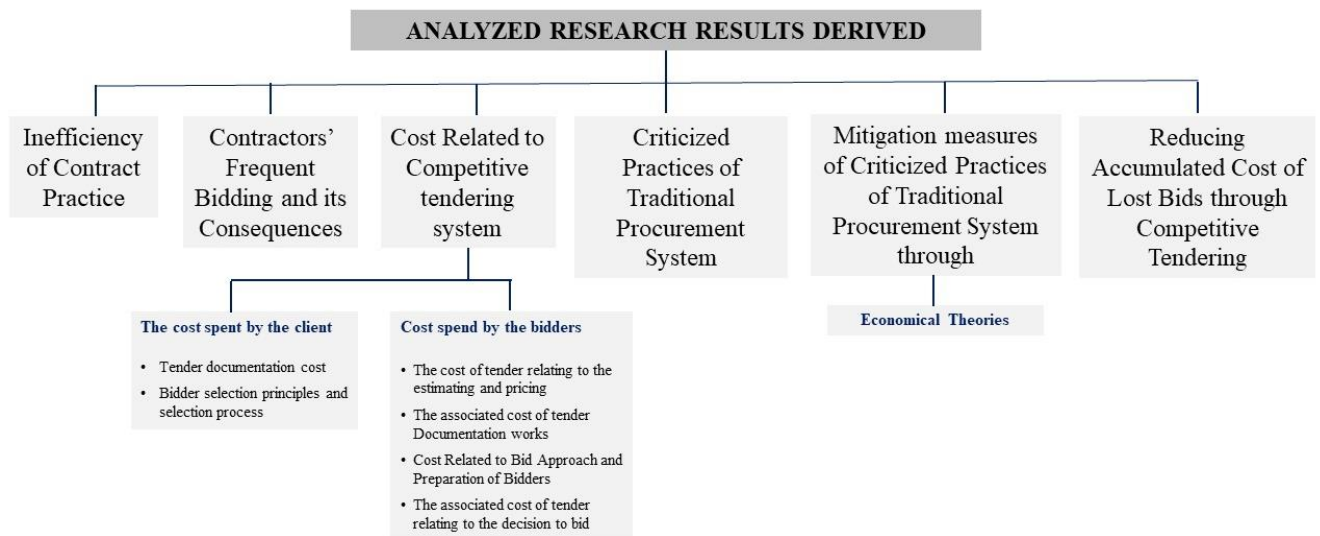 ANALYZED RESEARCH RESULTS DERIVED
Inefficiency
of Contract
Practice
Contractors’
Frequent
Bidding and its
Consequences
Cost Related to
Competitive
tendering
system
Criticized
Practices of
Traditional
Procurement
System
Mitigation measures
of Criticized Practices
of Traditional
Procurement System
through
Reducing
Accumulated Cost of
Lost Bids through
Competitive
Tendering
The cost spent by the client
• Tender documentation cost
• Bidder selection principles and
selection process
Cost spend by the bidders
• The cost of tender relating to the
estimating and pricing
• The associated cost of tender
Documentation works
• Cost Related to Bid Approach and
Preparation of Bidders
• The associated cost of tender
relating to the decision to bid
Economical Theories